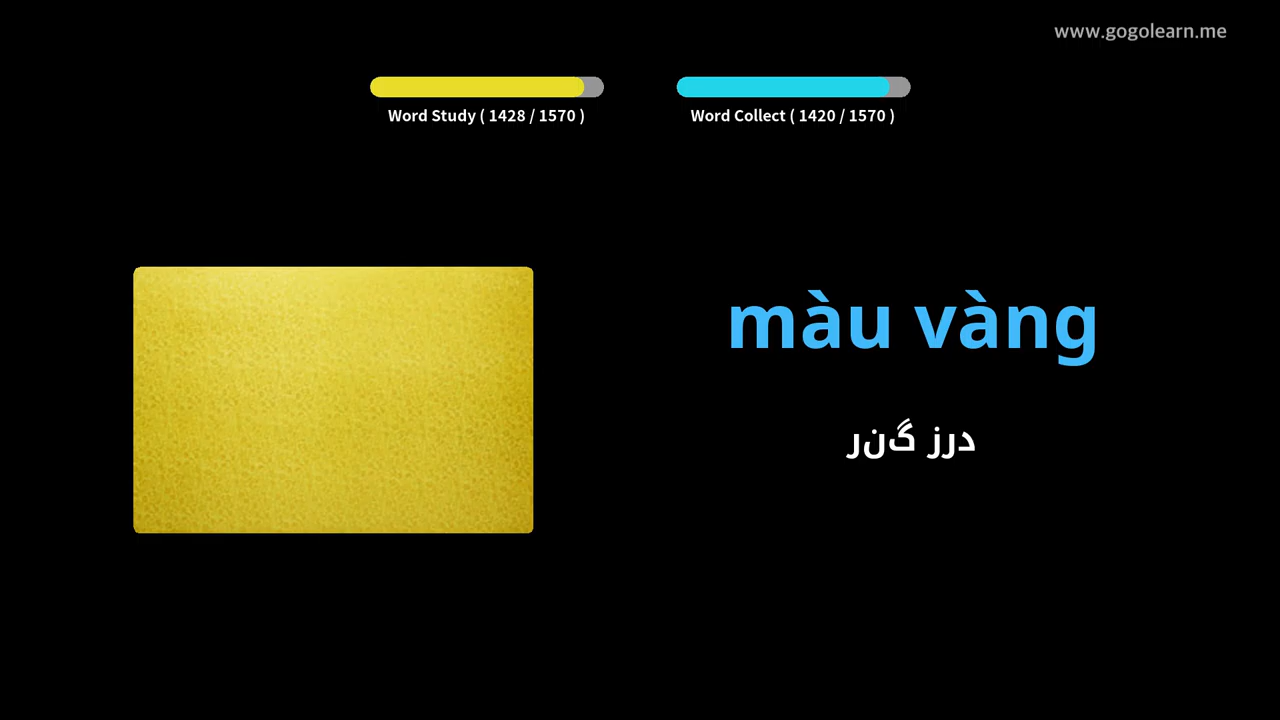 www.gogolearn.me
Word Study ( 1428 / 1570 )
Word Collect ( 1420 / 1570 )
màu vàng
درز گنر